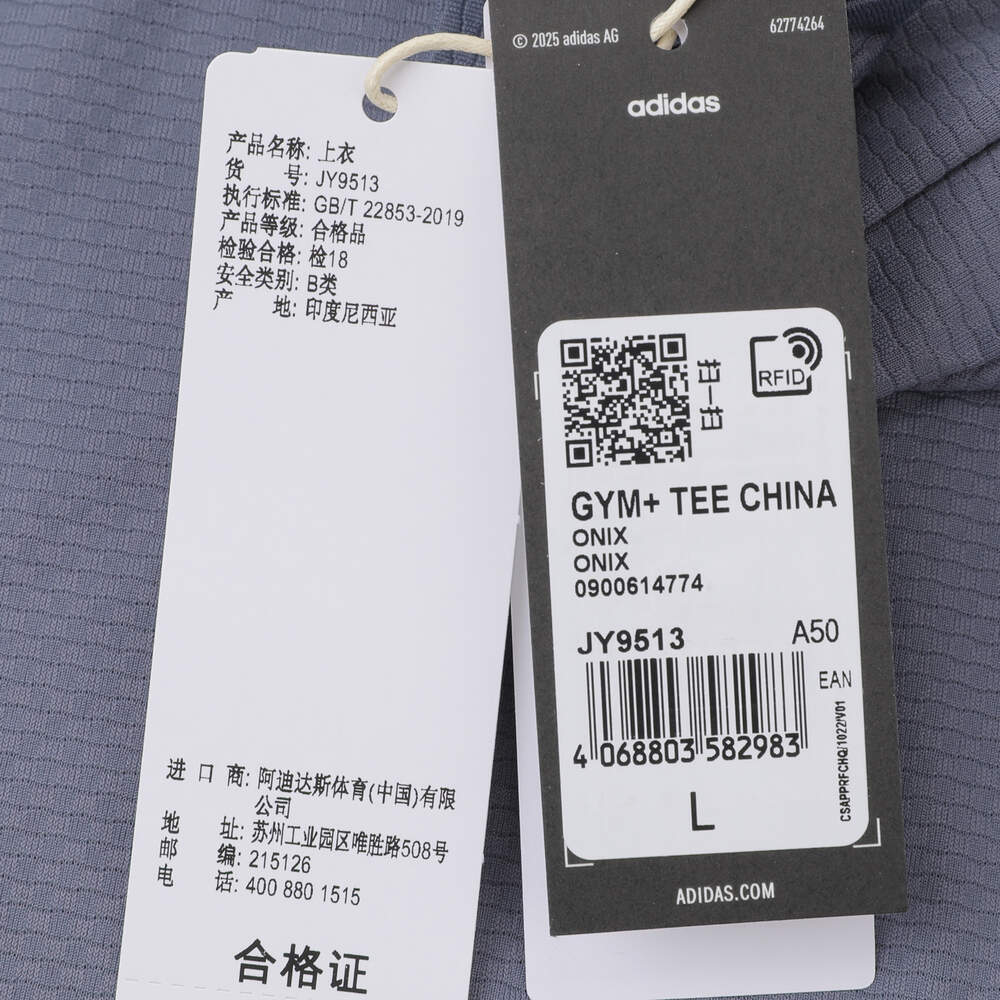 产品名称: 上衣
货 号: JY9513
执行标准: GB/T 22853-2019
产品等级: 合格品
检验合格: 检18
安全类别: B类
产 地: 印度尼西亚
进 口 商: 阿迪达斯体育(中国)有限
公司
地 址: 苏州工业园区唯胜路508号
邮 编: 215126
电 话: 400 880 1515
合格证
© 2025 adidas AG
62774264
adidas
扫一扫
RFID
GYM+ TEE CHINA
ONIX
ONIX
0900614774
JY9513 A50
EAN
4 068803 582983
L
CSAPPRFCHQ/1022/V01
ADIDAS.COM